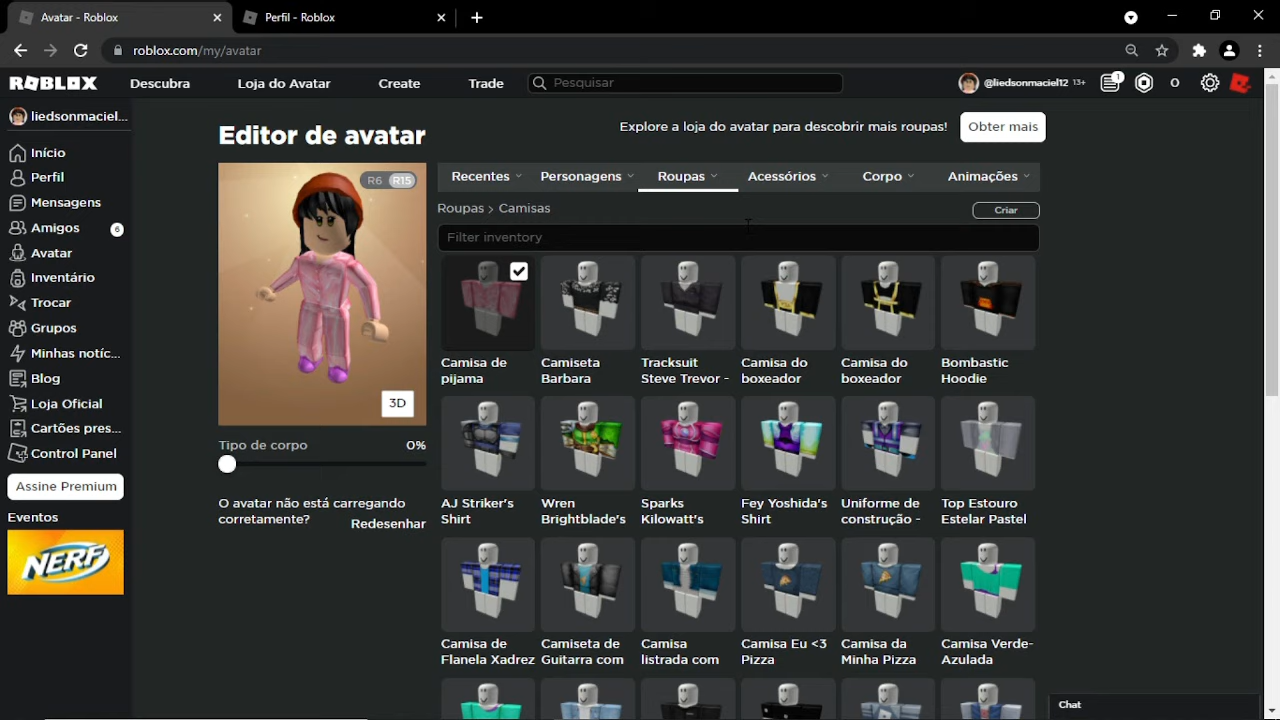 Avatar - Roblox
Perfil - Roblox
roblox.com/my/avatar
ROBLOX
Descubra
Loja do Avatar
Create
Trade
Pesquisar
@liedsonmaciel12 13+
1
0
liedsonmaciel...
Início
Perfil
Mensagens
Amigos
6
Avatar
Inventário
Trocar
Grupos
Minhas notíc...
Blog
Loja Oficial
Cartões pres...
Control Panel
Assine Premium
Eventos
NERF
Editor de avatar
Explore a loja do avatar para descobrir mais roupas!
Obter mais
R6 R15
3D
Tipo de corpo
0%
O avatar não está carregando
corretamente?
Redesenhar
Recentes
Personagens
Roupas
Acessórios
Corpo
Animações
Roupas > Camisas
Criar
Filter inventory
Camisa de
pijama
Camiseta
Barbara
Tracksuit
Steve Trevor -
Camisa do
boxeador
Camisa do
boxeador
Bombastic
Hoodie
AJ Striker's
Shirt
Wren
Brightblade's
Sparks
Kilowatt's
Fey Yoshida's
Shirt
Uniforme de
construção -
Top Estouro
Estelar Pastel
Camisa de
Flanela Xadrez
Camiseta de
Guitarra com
Camisa
listrada com
Camisa Eu <3
Pizza
Camisa da
Minha Pizza
Camisa Verde-
Azulada
Chat